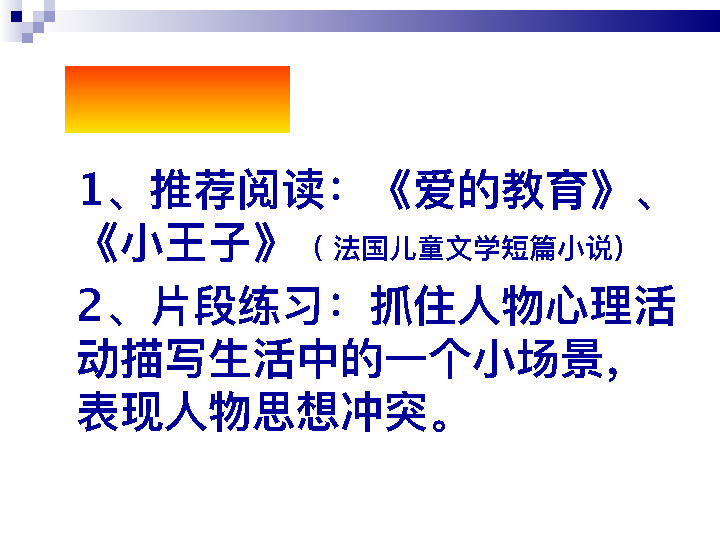 1、推荐阅读：《爱的教育》、
《小王子》（ 法国儿童文学短篇小说）
2、片段练习：抓住人物心理活
动描写生活中的一个小场景，
表现人物思想冲突。